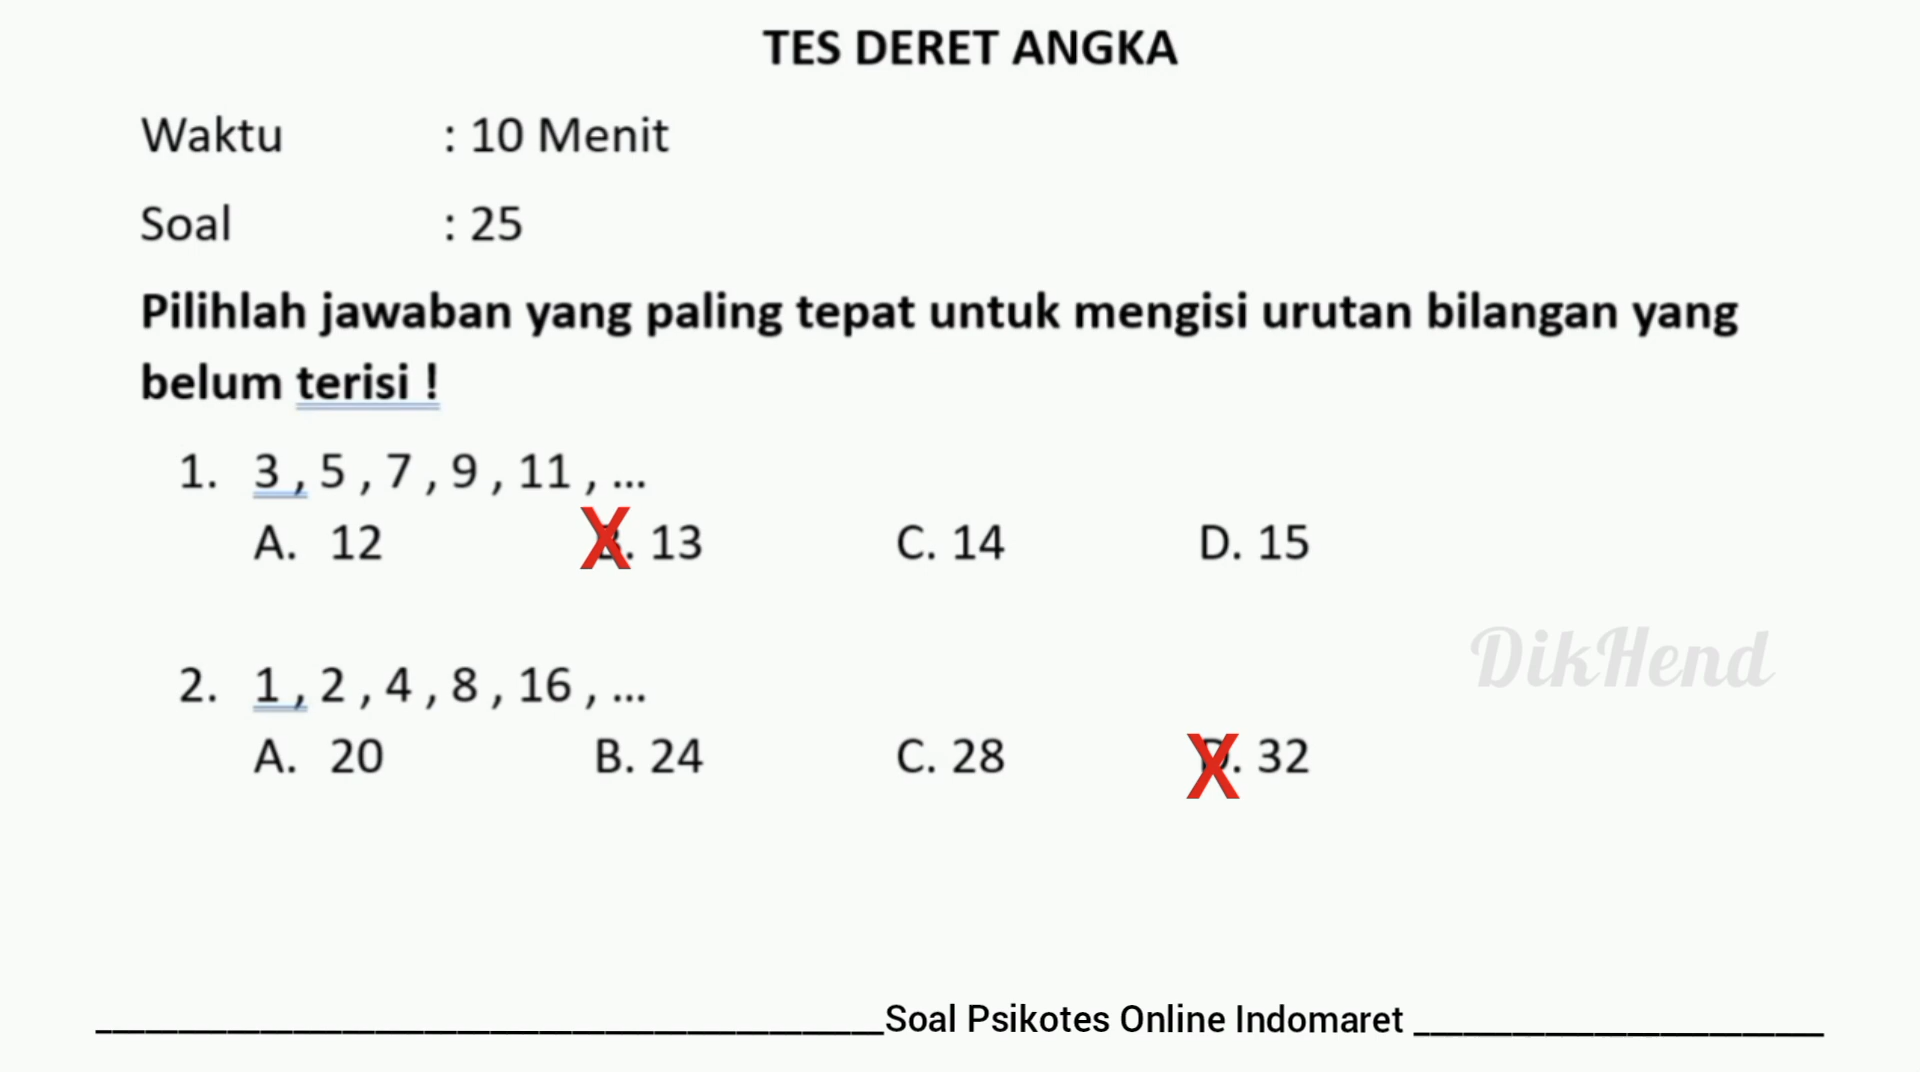 TES DERET ANGKA
Waktu : 10 Menit
Soal : 25
Pilihlah jawaban yang paling tepat untuk mengisi urutan bilangan yang
belum terisi !
1. 3 , 5 , 7 , 9 , 11 , ...
A. 12 B. 13 C. 14 D. 15
DikHend
2. 1 , 2 , 4 , 8 , 16 , ...
A. 20 B. 24 C. 28 D. 32
Soal Psikotes Online Indomaret